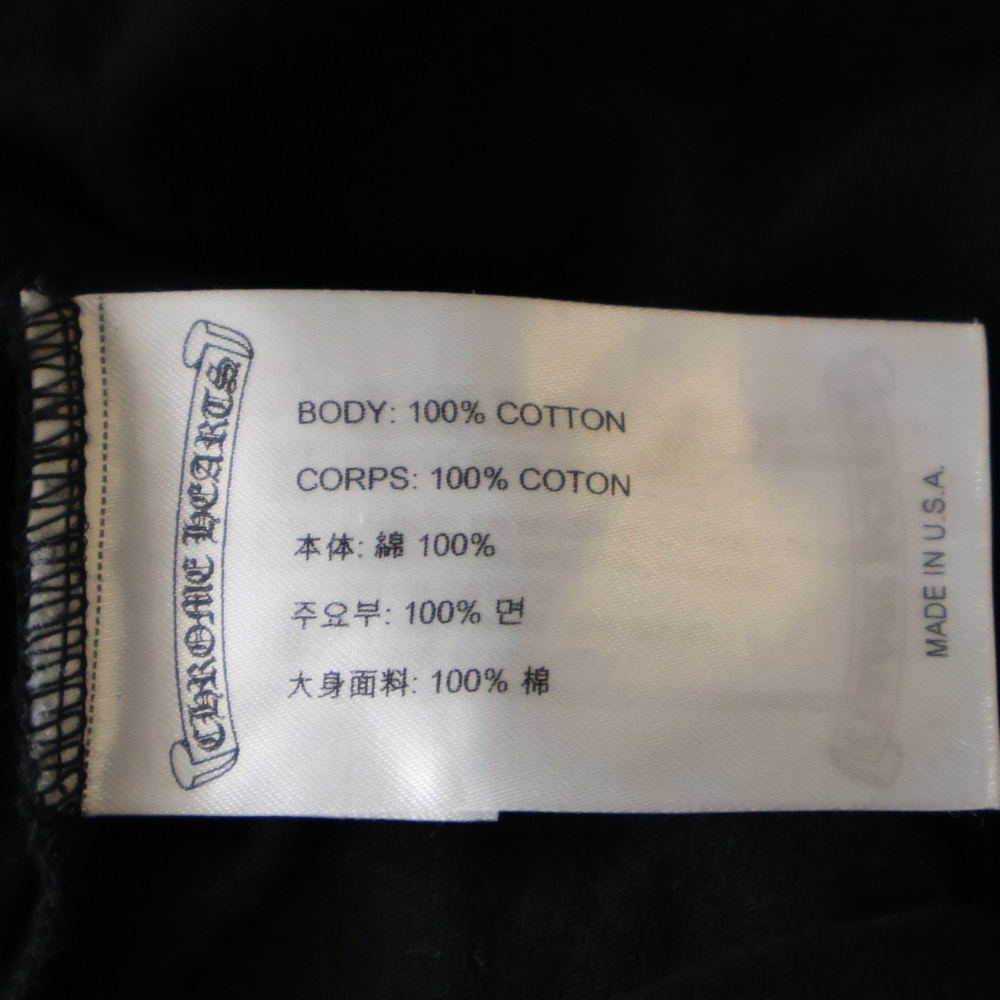 CHROME HEARTS
BODY: 100% COTTON
CORPS: 100% COTON
本体: 綿 100%
주요부: 100% 면
大身面料: 100% 棉
MADE IN U.S.A.